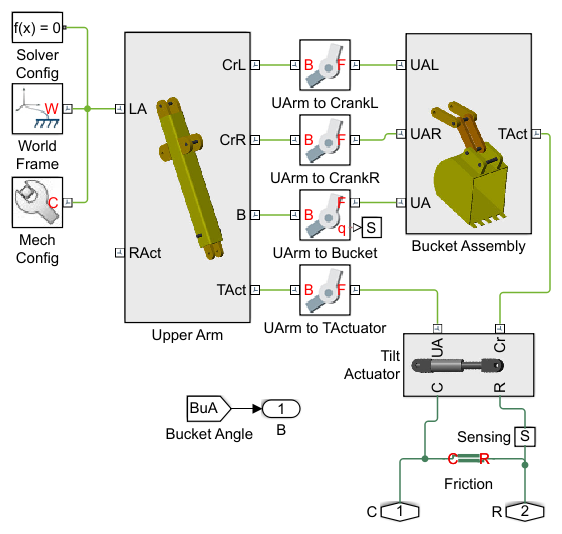 f(x) = 0
Solver
Config
W
World
Frame
C
Mech
Config
LA
RAct
CrL
CrR
B
TAct
Upper Arm
B F
UArm to CrankL
B F
UArm to CrankR
B F
q
S
UArm to Bucket
B F
UArm to TActuator
UAL
UAR
UA
TAct
Bucket Assembly
UA
Cr
Tilt
Actuator
C
R
BuA
Bucket Angle
1
B
Sensing
S
C R
Friction
C
1
R
2